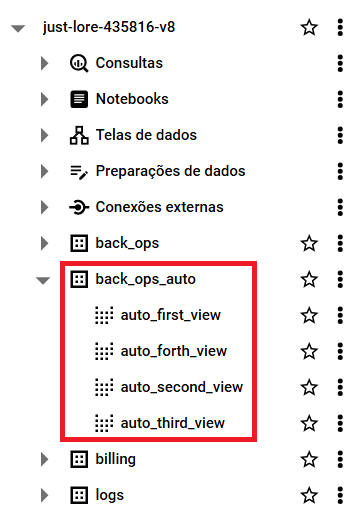 just-lore-435816-v8
Consultas
Notebooks
Telas de dados
Preparações de dados
Conexões externas
back_ops
back_ops_auto
auto_first_view
auto_forth_view
auto_second_view
auto_third_view
billing
logs